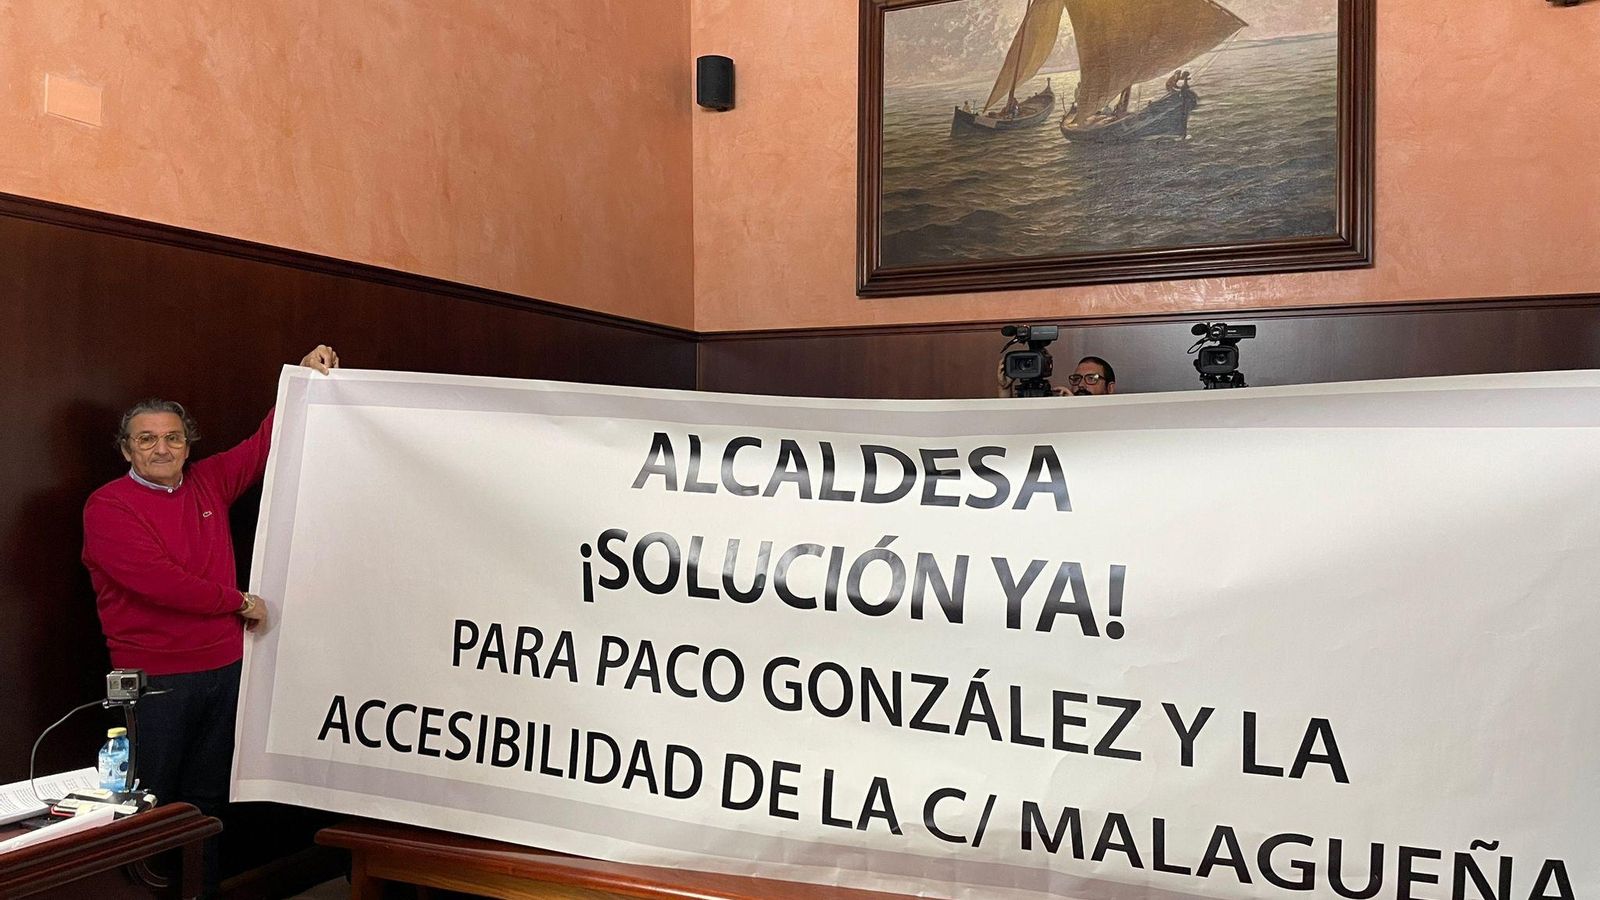 ALCALDESA
¡SOLUCIÓN YA!
PARA PACO GONZÁLEZ Y LA
ACCESIBILIDAD DE LA C/ MALAGUEÑA